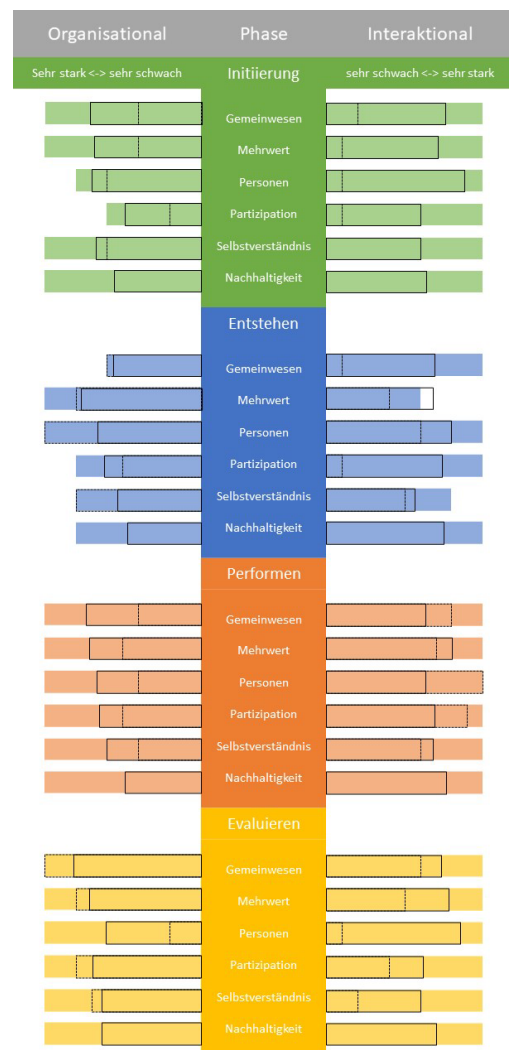 Organisational Phase Interaktional
Sehr stark <-> sehr schwach Initiierung sehr schwach <-> sehr stark
Gemeinwesen
Mehrwert
Personen
Partizipation
Selbstverständnis
Nachhaltigkeit
Entstehen
Gemeinwesen
Mehrwert
Personen
Partizipation
Selbstverständnis
Nachhaltigkeit
Performen
Gemeinwesen
Mehrwert
Personen
Partizipation
Selbstverständnis
Nachhaltigkeit
Evaluieren
Gemeinwesen
Mehrwert
Personen
Partizipation
Selbstverständnis
Nachhaltigkeit